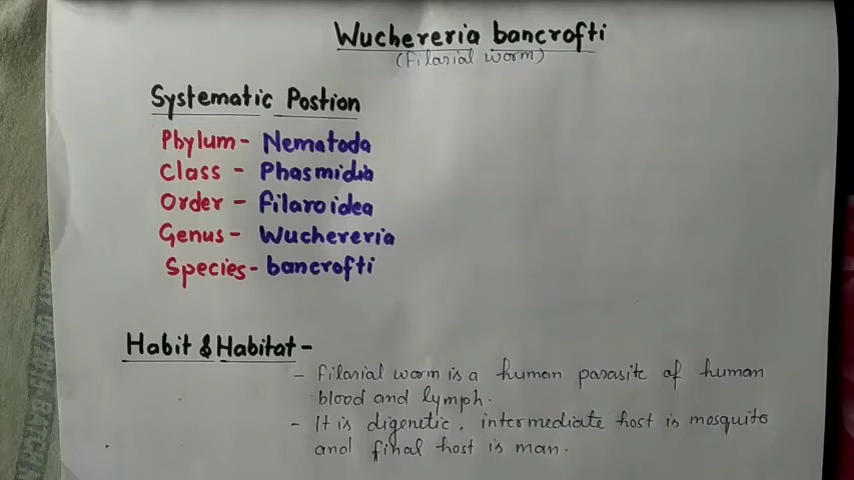 Wuchereria bancrofti
(filarial worm)
Systematic Postion
Phylum - Nematoda
Class - Phasmidia
Order - Filaroidea
Genus - Wuchereria
Species - bancrofti
Habit & Habitat -
- Filarial worm is a human parasite of human
blood and lymph.
- It is digenetic, intermediate host is mosquito
and final host is man.